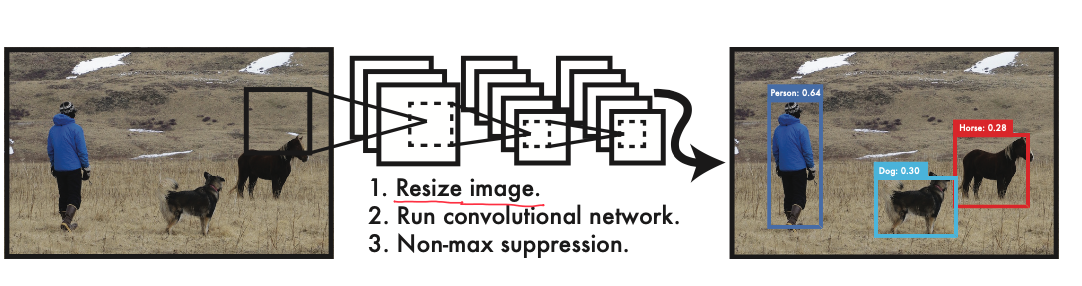 Person: 0.64
Horse: 0.28
Dog: 0.30
1. Resize image.
2. Run convolutional network.
3. Non-max suppression.